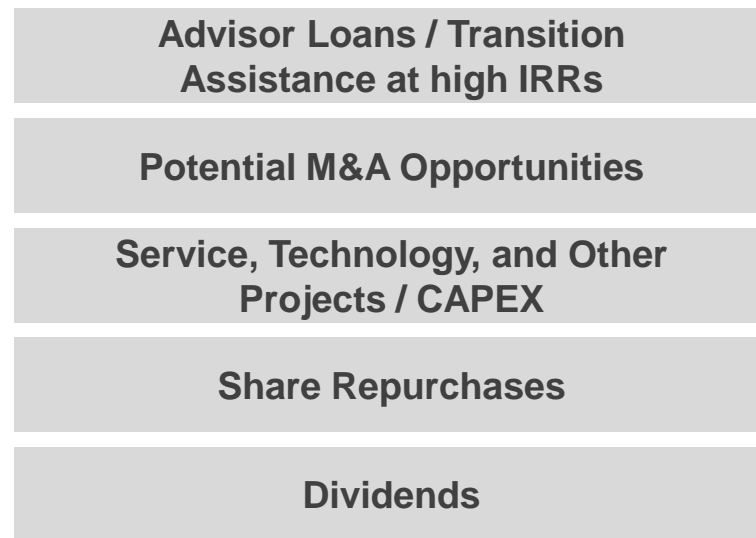 Advisor Loans / Transition
Assistance at high IRRs
Potential M&A Opportunities
Service, Technology, and Other
Projects / CAPEX
Share Repurchases
Dividends